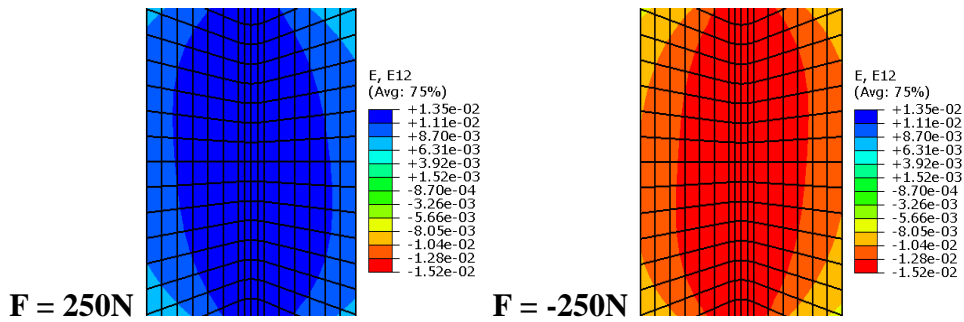 E, E12
(Avg: 75%)
+1.35e-02
+1.11e-02
+8.70e-03
+6.31e-03
+3.92e-03
+1.52e-03
-8.70e-04
-3.26e-03
-5.66e-03
-8.05e-03
-1.04e-02
-1.28e-02
-1.52e-02
F = 250N
E, E12
(Avg: 75%)
+1.35e-02
+1.11e-02
+8.70e-03
+6.31e-03
+3.92e-03
+1.52e-03
-8.70e-04
-3.26e-03
-5.66e-03
-8.05e-03
-1.04e-02
-1.28e-02
-1.52e-02
F = -250N